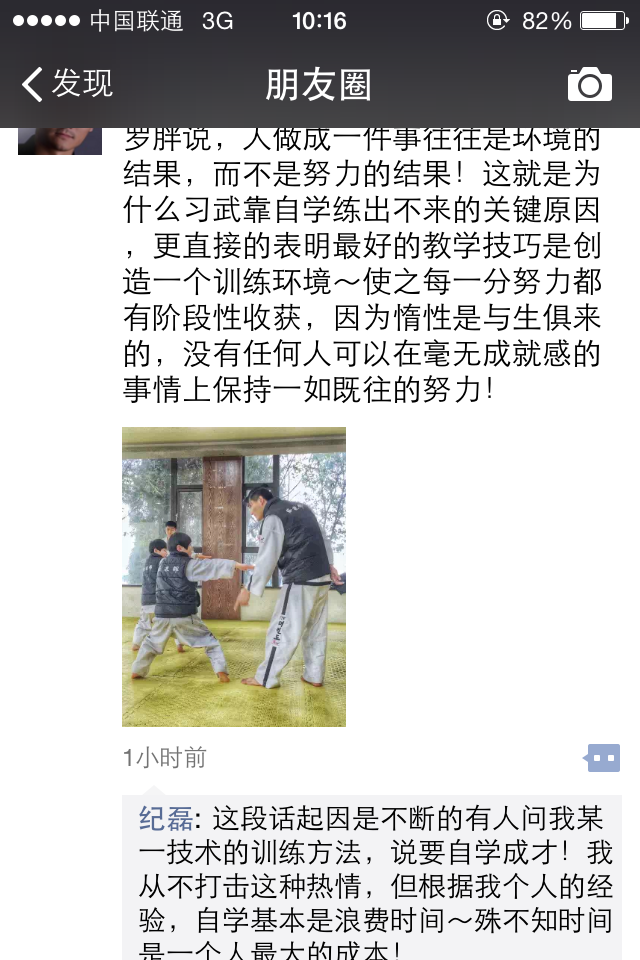 中国联通 3G 10:16 82%
发现 朋友圈
罗胖说，人做成一件事往往是环境的
结果，而不是努力的结果！这就是为
什么习武靠自学练出不来的关键原因
，更直接的表明最好的教学技巧是创
造一个训练环境～使之每一分努力都
有阶段性收获，因为惰性是与生俱来
的，没有任何人可以在毫无成就感的
事情上保持一如既往的努力！
1小时前
纪磊: 这段话起因是不断的有人问我某
一技术的训练方法，说要自学成才！我
从不打击这种热情，但根据我个人的经
验，自学基本是浪费时间～殊不知时间
是一个人最大的成本！